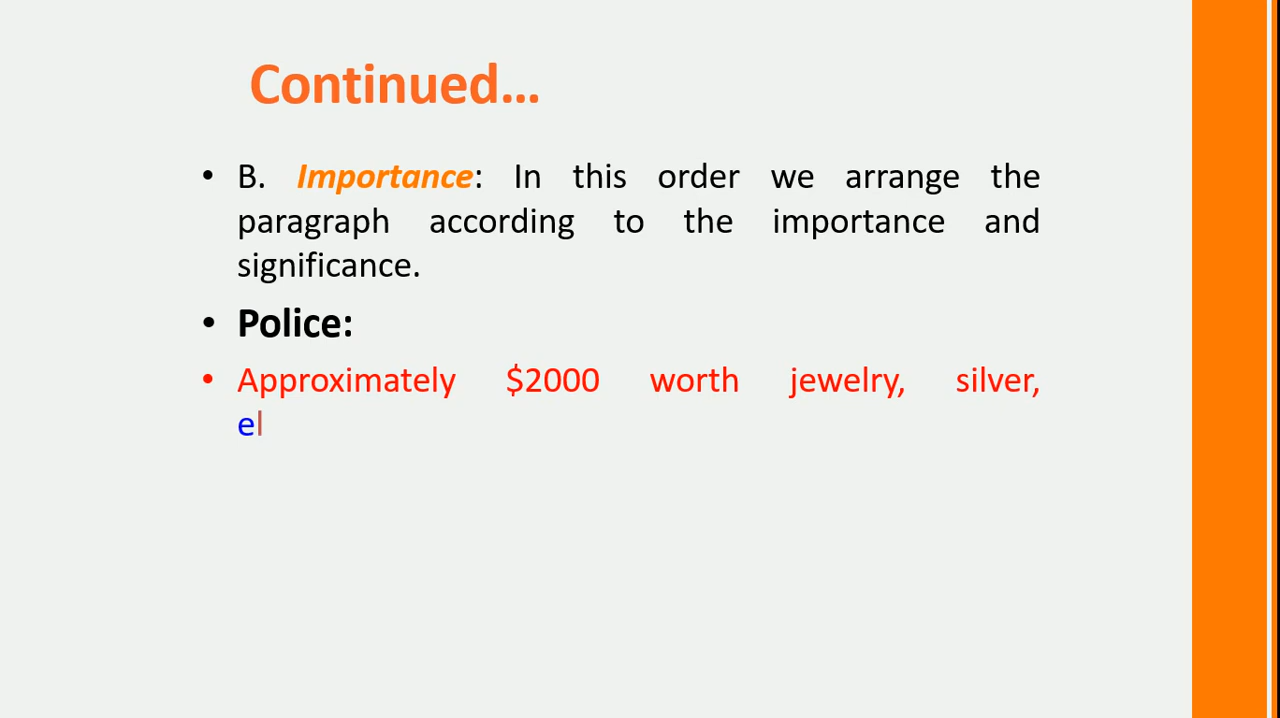 Continued...
• B. Importance: In this order we arrange the
paragraph according to the importance and
significance.
• Police:
• Approximately $2000 worth jewelry, silver,
el